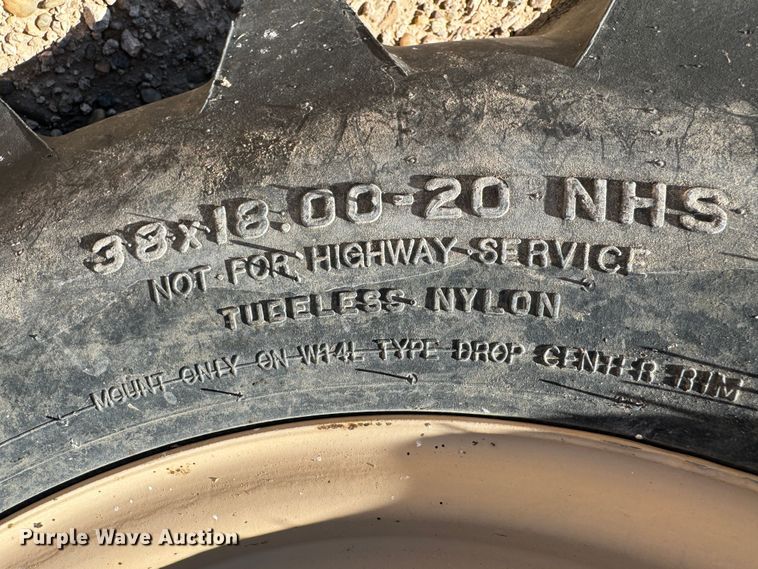 38x18.00-20 NHS
NOT FOR HIGHWAY SERVICE
TUBELESS NYLON
MOUNT ONLY ON W14L TYPE DROP CENTER RIM
Purple Wave Auction